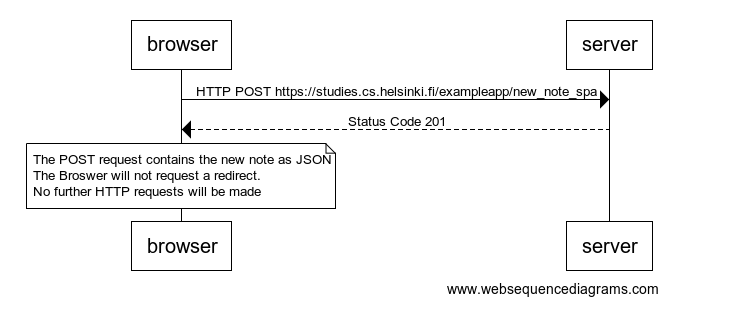 browser
server
HTTP POST https://studies.cs.helsinki.fi/exampleapp/new_note_spa
Status Code 201
The POST request contains the new note as JSON
The Broswer will not request a redirect.
No further HTTP requests will be made
browser
server
www.websequencediagrams.com